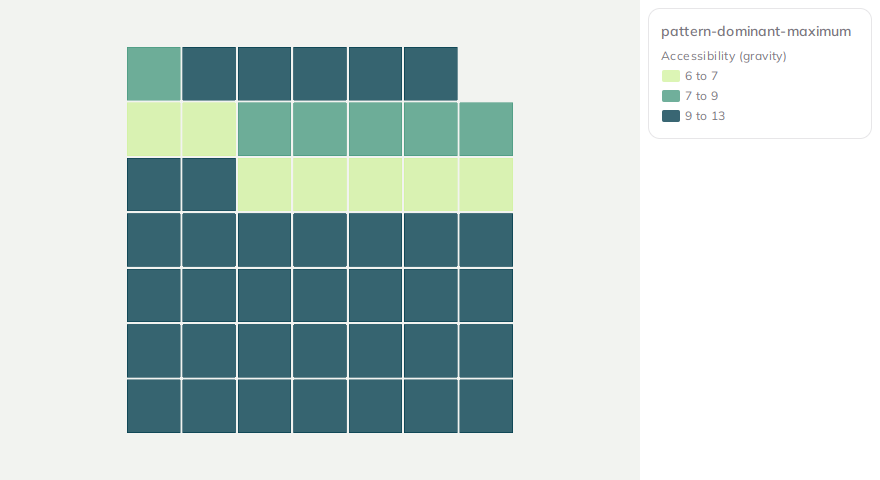 pattern-dominant-maximum
Accessibility (gravity)
6 to 7
7 to 9
9 to 13